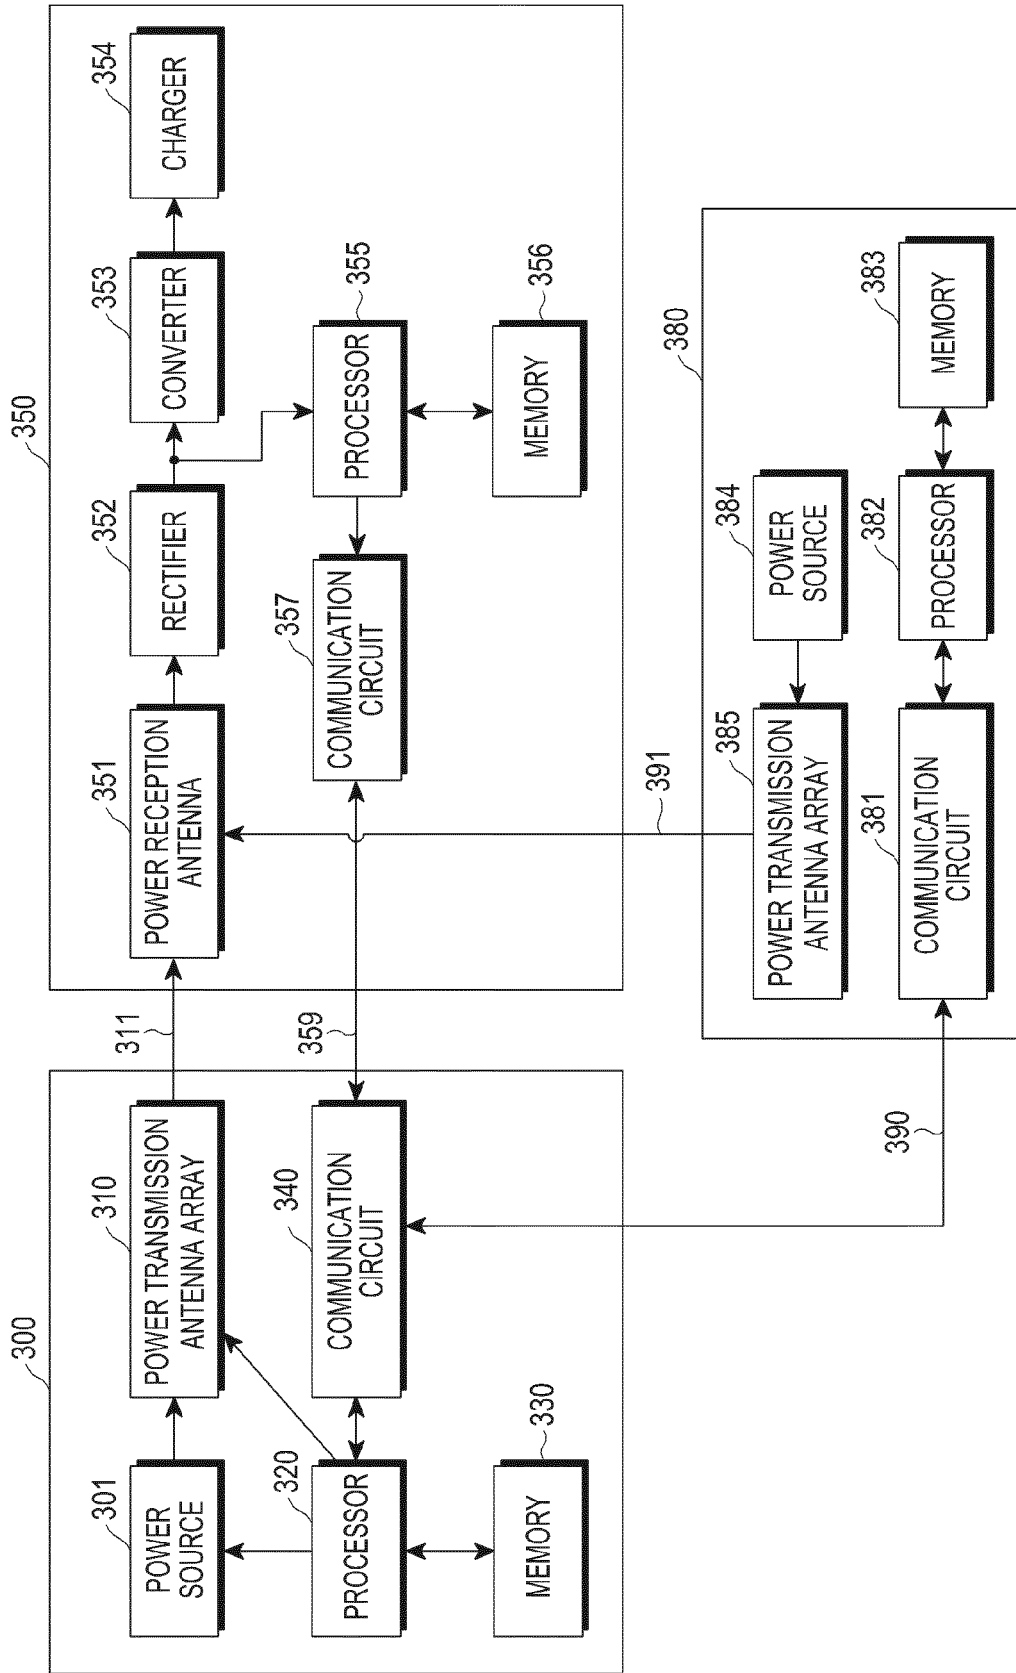 300
301
POWER
SOURCE
310
POWER TRANSMISSION
ANTENNA ARRAY
320
PROCESSOR
340
COMMUNICATION
CIRCUIT
330
MEMORY
311
359
390
350
351
POWER RECEPTION
ANTENNA
352
RECTIFIER
353
CONVERTER
354
CHARGER
357
COMMUNICATION
CIRCUIT
355
PROCESSOR
356
MEMORY
391
380
385
POWER TRANSMISSION
ANTENNA ARRAY
384
POWER
SOURCE
381
COMMUNICATION
CIRCUIT
382
PROCESSOR
383
MEMORY